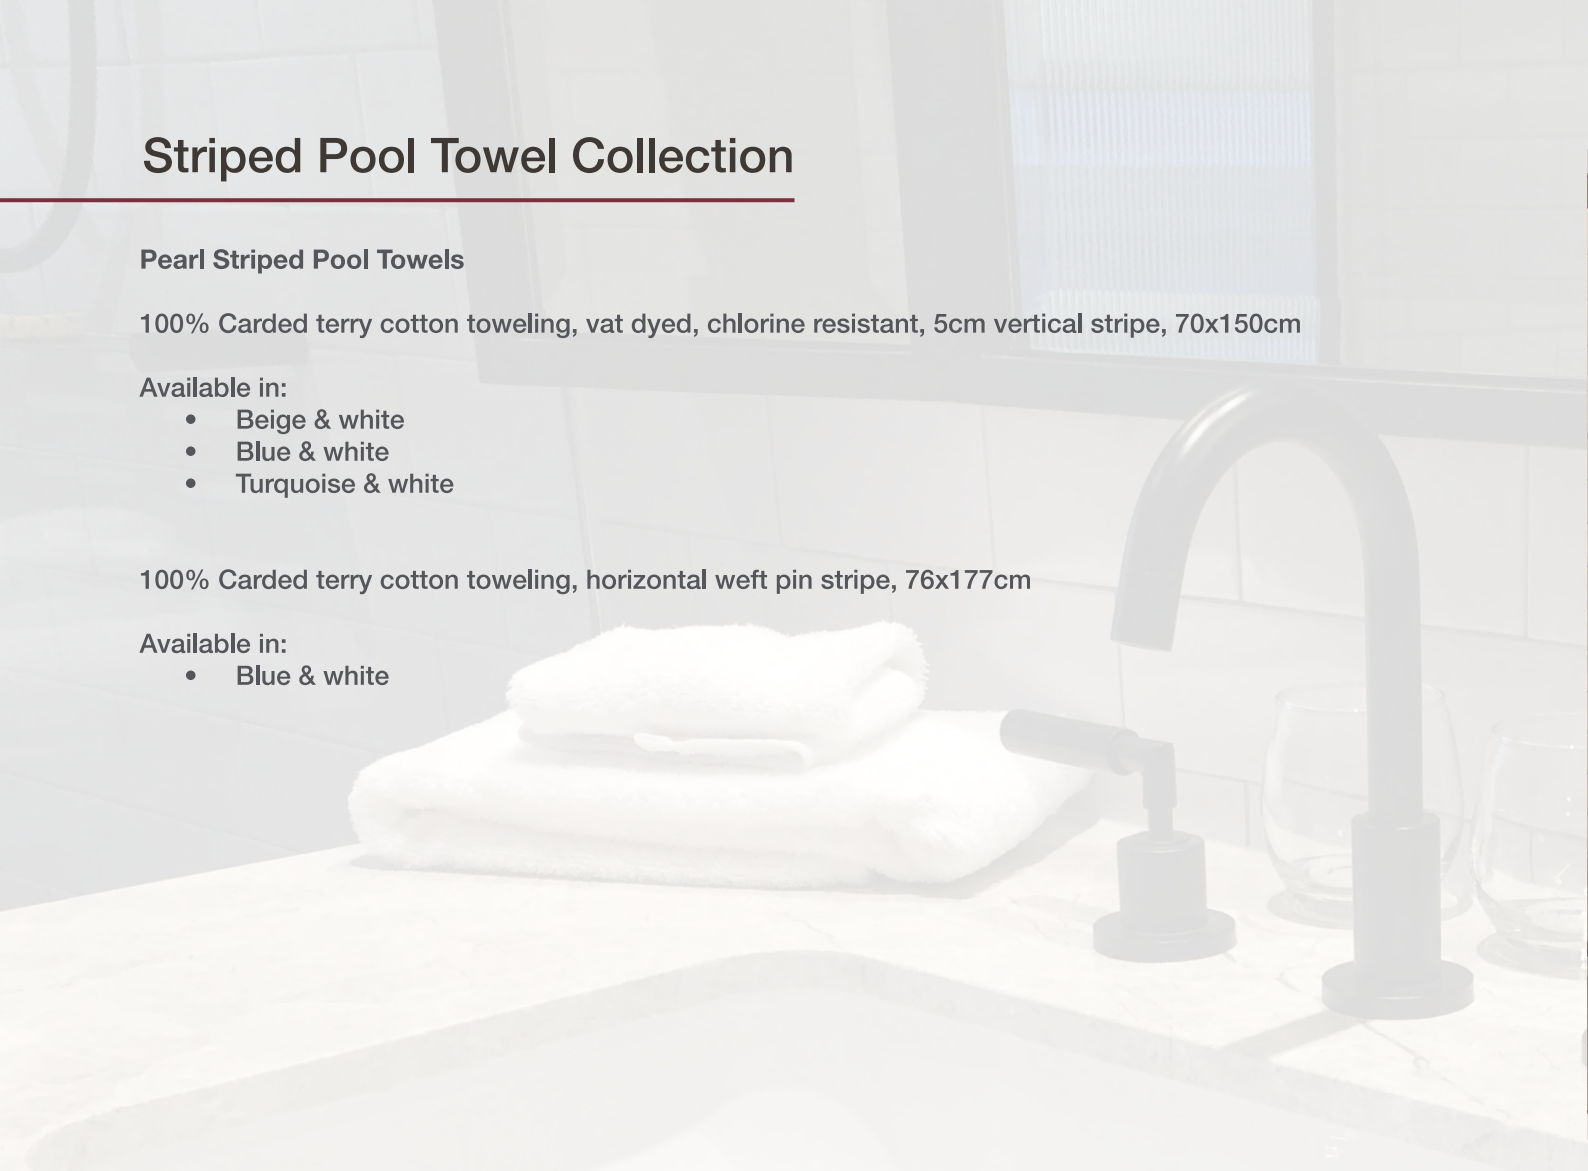 Striped Pool Towel Collection
Pearl Striped Pool Towels
100% Carded terry cotton toweling, vat dyed, chlorine resistant, 5cm vertical stripe, 70x150cm
Available in:
• Beige & white
• Blue & white
• Turquoise & white
100% Carded terry cotton toweling, horizontal weft pin stripe, 76x177cm
Available in:
• Blue & white